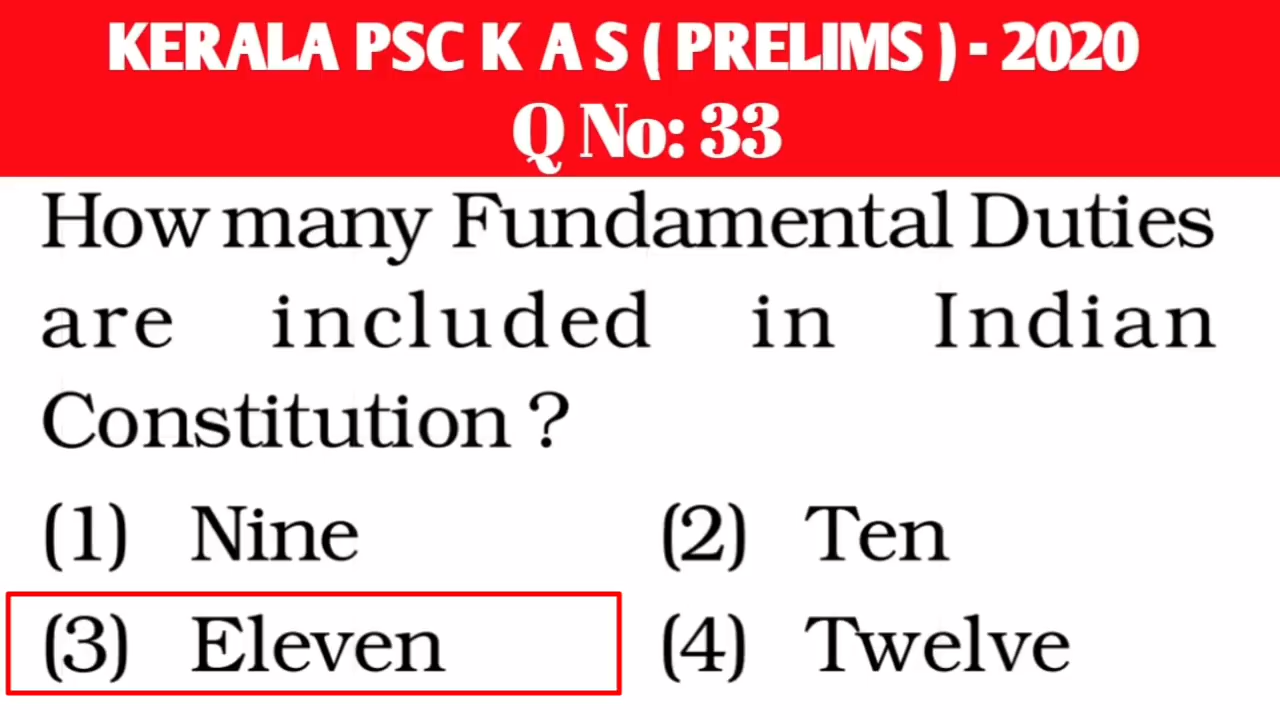 KERALA PSC K A S ( PRELIMS ) - 2020
Q No: 33
How many Fundamental Duties
are included in Indian
Constitution ?
(1) Nine (2) Ten
(3) Eleven (4) Twelve